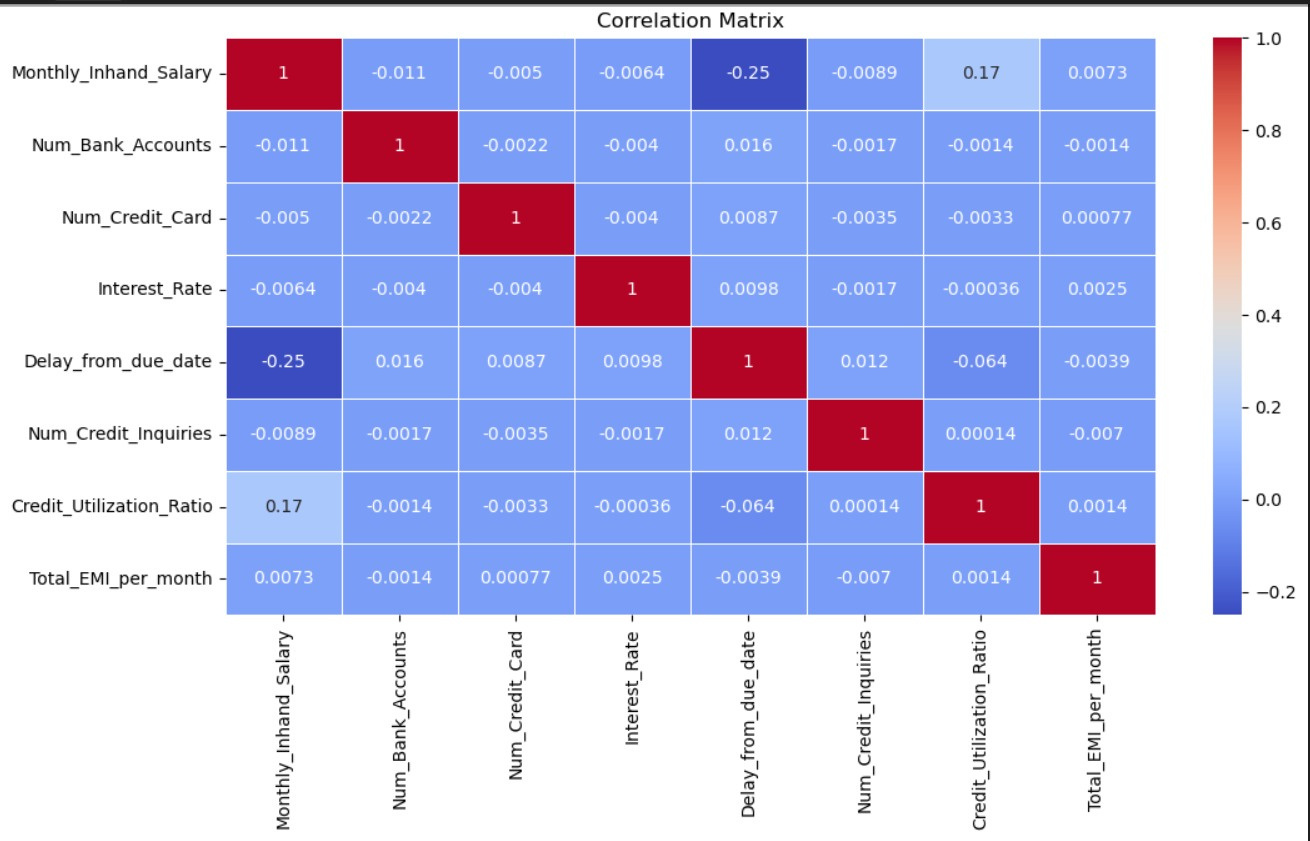 Correlation Matrix
Monthly_Inhand_Salary 1 -0.011 -0.005 -0.0064 -0.25 -0.0089 0.17 0.0073
Num_Bank_Accounts -0.011 1 -0.0022 -0.004 0.016 -0.0017 -0.0014 -0.0014
Num_Credit_Card -0.005 -0.0022 1 -0.004 0.0087 -0.0035 -0.0033 0.00077
Interest_Rate -0.0064 -0.004 -0.004 1 0.0098 -0.0017 -0.00036 0.0025
Delay_from_due_date -0.25 0.016 0.0087 0.0098 1 0.012 -0.064 -0.0039
Num_Credit_Inquiries -0.0089 -0.0017 -0.0035 -0.0017 0.012 1 0.00014 -0.007
Credit_Utilization_Ratio 0.17 -0.0014 -0.0033 -0.00036 -0.064 0.00014 1 0.0014
Total_EMI_per_month 0.0073 -0.0014 0.00077 0.0025 -0.0039 -0.007 0.0014 1
Monthly_Inhand_Salary
Num_Bank_Accounts
Num_Credit_Card
Interest_Rate
Delay_from_due_date
Num_Credit_Inquiries
Credit_Utilization_Ratio
Total_EMI_per_month
1.0
0.8
0.6
0.4
0.2
0.0
−0.2